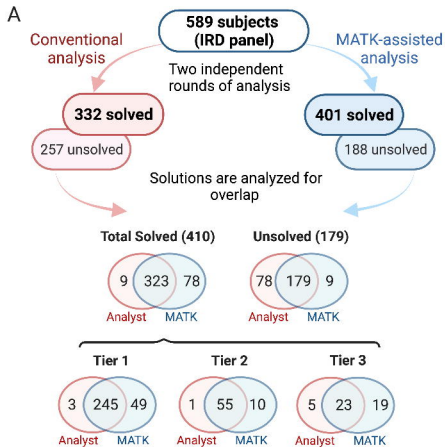 A
589 subjects
(IRD panel)
Conventional
analysis
MATK-assisted
analysis
Two independent
rounds of analysis
332 solved
401 solved
257 unsolved
188 unsolved
Solutions are analyzed for
overlap
Total Solved (410)
Unsolved (179)
9 323 78
78 179 9
Analyst MATK
Analyst MATK
Tier 1
Tier 2
Tier 3
3 245 49
1 55 10
5 23 19
Analyst MATK
Analyst MATK
Analyst MATK